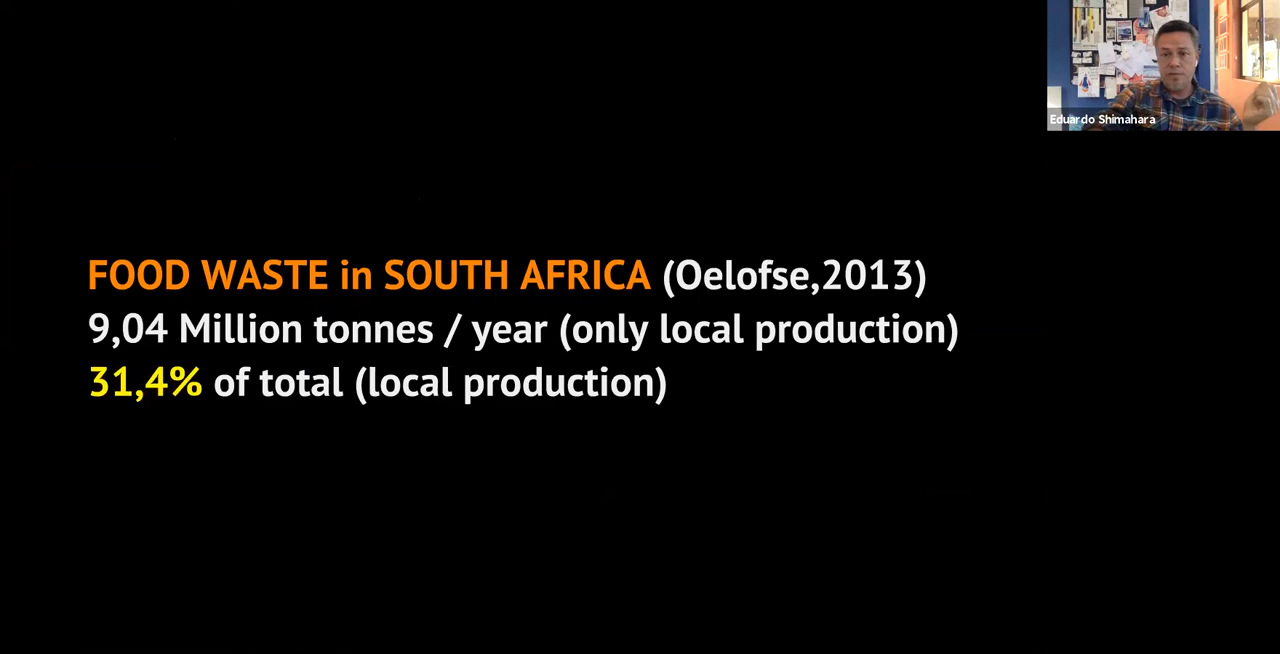 Eduardo Shimahara
FOOD WASTE in SOUTH AFRICA (Oelofse,2013)
9,04 Million tonnes / year (only local production)
31,4% of total (local production)